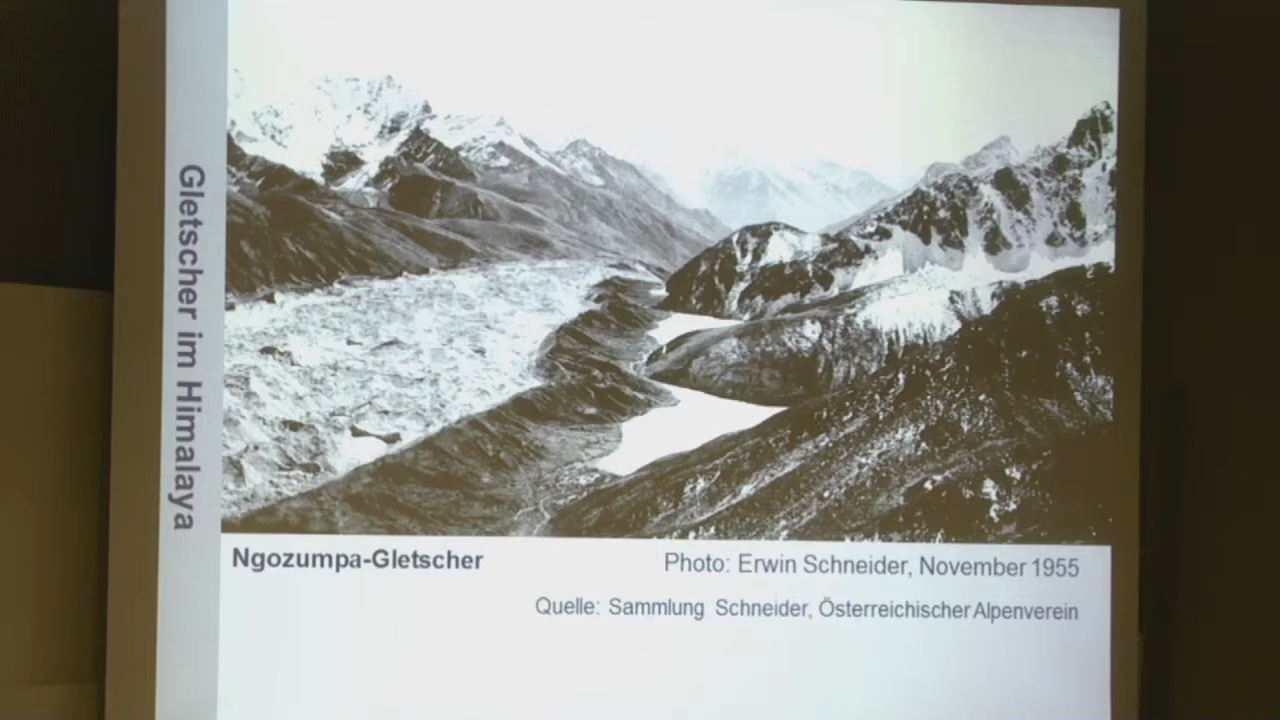 Gletscher im Himalaya
Ngozumpa-Gletscher
Photo: Erwin Schneider, November 1955
Quelle: Sammlung Schneider, Österreichischer Alpenverein